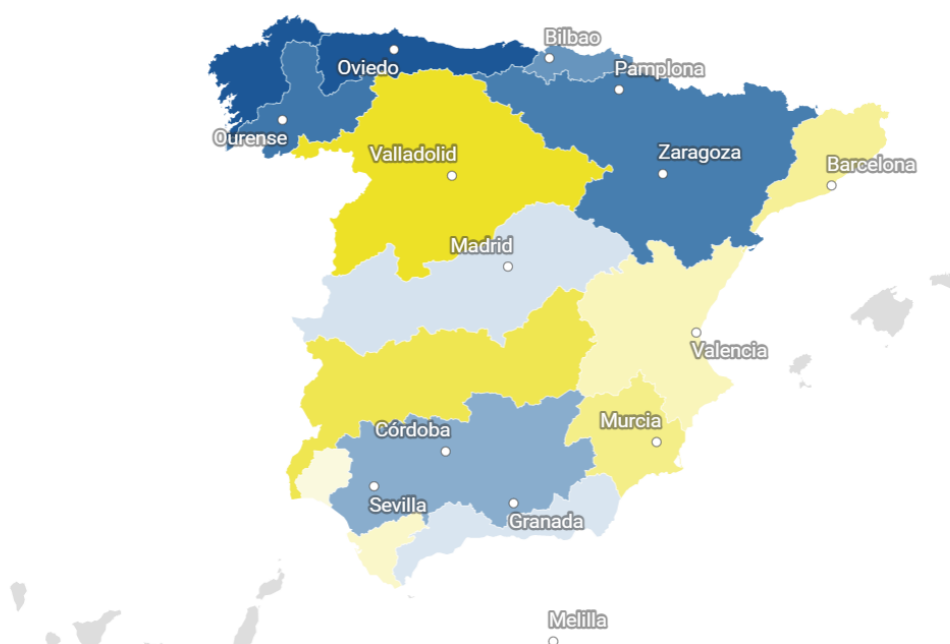 Bilbao
Oviedo
Pamplona
Ourense
Valladolid
Zaragoza
Barcelona
Madrid
Valencia
Murcia
Córdoba
Sevilla
Granada
Melilla